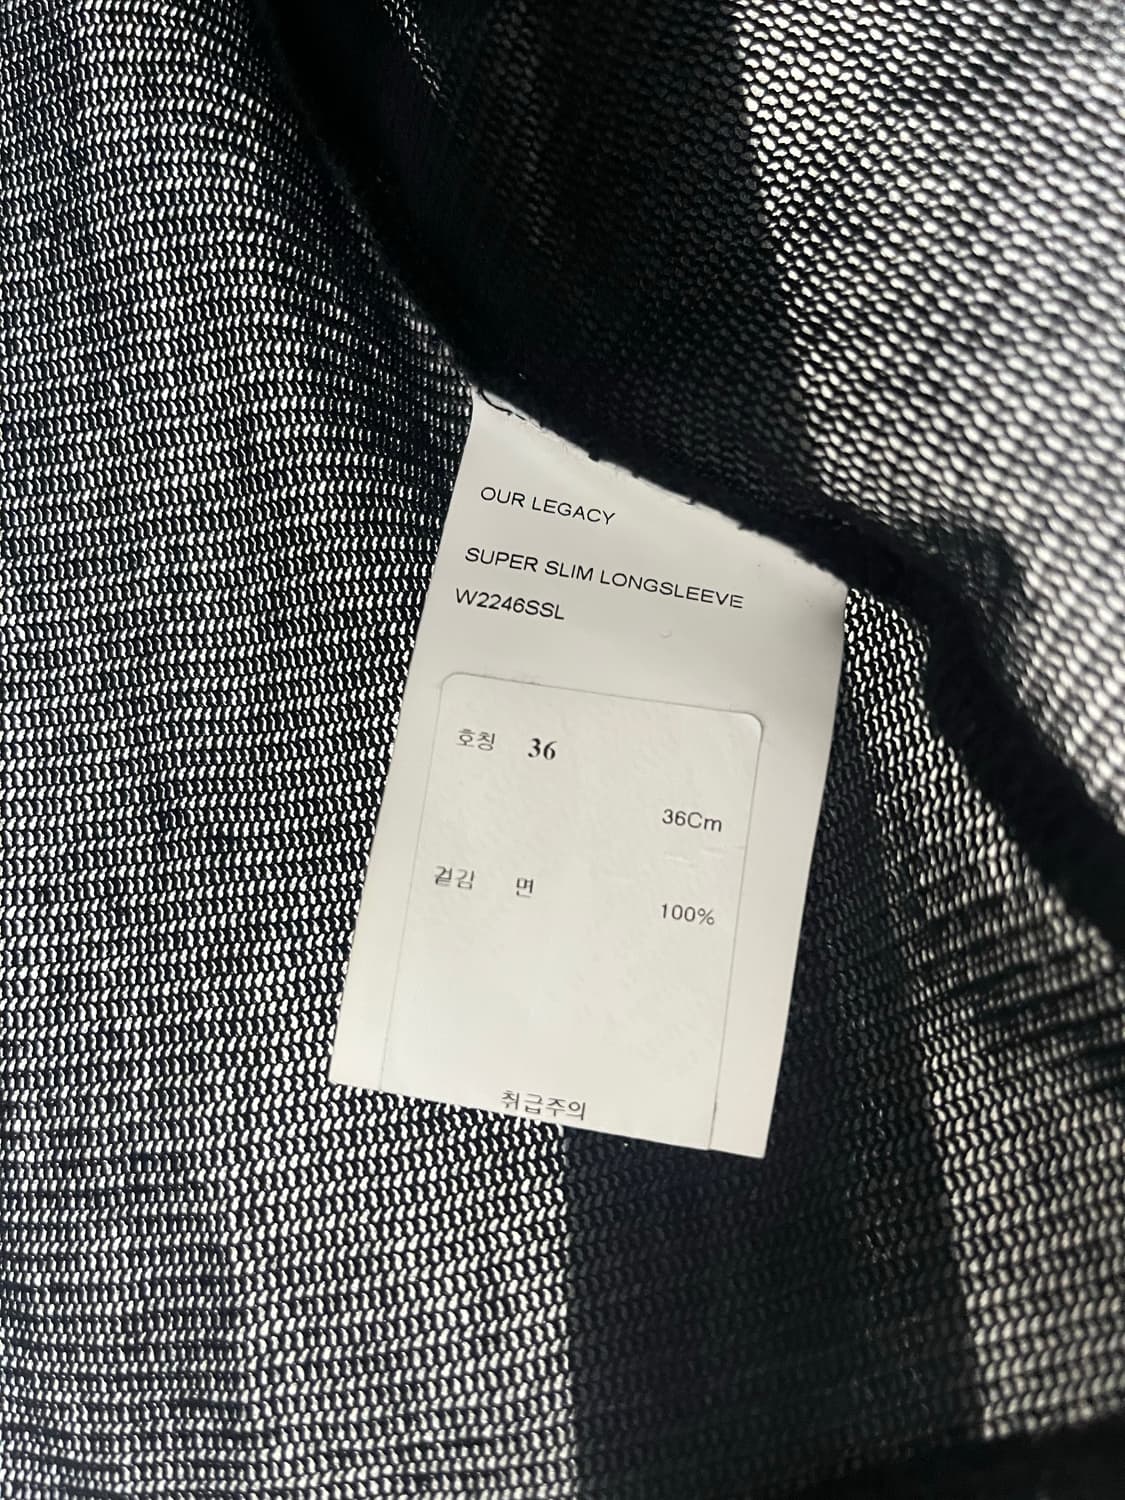 OUR LEGACY
SUPER SLIM LONGSLEEVE
W2246SSL
호칭 36
36Cm
겉감 면
100%
취급주의